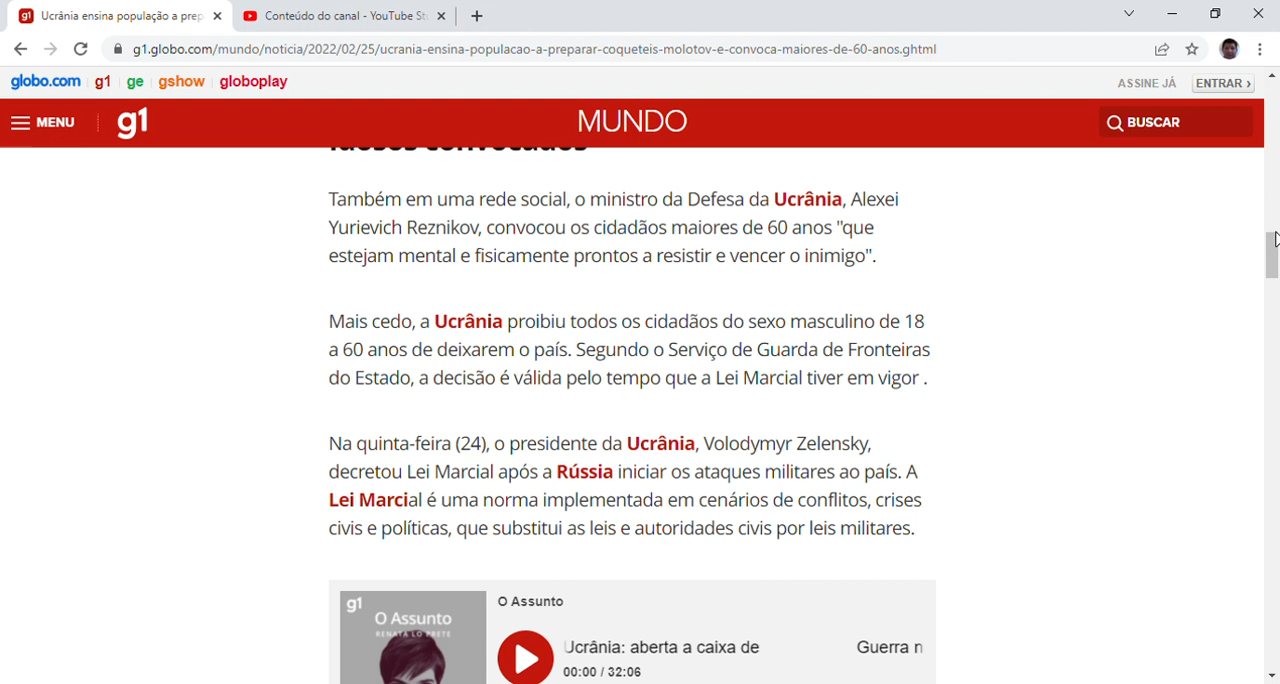 g1 Ucrânia ensina população a prep
Conteúdo do canal - YouTube St
g1.globo.com/mundo/noticia/2022/02/25/ucrania-ensina-populacao-a-preparar-coqueteis-molotov-e-convoca-maiores-de-60-anos.ghtml
globo.com g1 ge gshow globoplay ASSINE JÁ ENTRAR ›
MENU g1 MUNDO BUSCAR
Idosos convocados
Também em uma rede social, o ministro da Defesa da Ucrânia, Alexei
Yurievich Reznikov, convocou os cidadãos maiores de 60 anos "que
estejam mental e fisicamente prontos a resistir e vencer o inimigo".
Mais cedo, a Ucrânia proibiu todos os cidadãos do sexo masculino de 18
a 60 anos de deixarem o país. Segundo o Serviço de Guarda de Fronteiras
do Estado, a decisão é válida pelo tempo que a Lei Marcial tiver em vigor .
Na quinta-feira (24), o presidente da Ucrânia, Volodymyr Zelensky,
decretou Lei Marcial após a Rússia iniciar os ataques militares ao país. A
Lei Marcial é uma norma implementada em cenários de conflitos, crises
civis e políticas, que substitui as leis e autoridades civis por leis militares.
g1
O Assunto
RENATA LO PRETE
O Assunto
Ucrânia: aberta a caixa de Guerra n
00:00 / 32:06